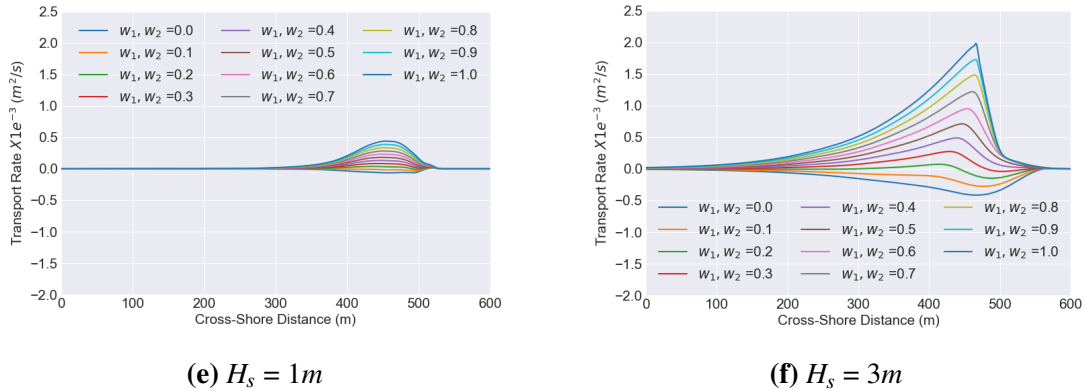 2.5
2.0
1.5
1.0
0.5
0.0
−0.5
−1.0
−1.5
−2.0
Transport Rate X1e⁻³ (m²/s)
w₁, w₂ =0.0
w₁, w₂ =0.1
w₁, w₂ =0.2
w₁, w₂ =0.3
w₁, w₂ =0.4
w₁, w₂ =0.5
w₁, w₂ =0.6
w₁, w₂ =0.7
w₁, w₂ =0.8
w₁, w₂ =0.9
w₁, w₂ =1.0
0 100 200 300 400 500 600
Cross-Shore Distance (m)
(e) Hₛ = 1m
2.5
2.0
1.5
1.0
0.5
0.0
−0.5
−1.0
−1.5
−2.0
Transport Rate X1e⁻³ (m²/s)
w₁, w₂ =0.0
w₁, w₂ =0.1
w₁, w₂ =0.2
w₁, w₂ =0.3
w₁, w₂ =0.4
w₁, w₂ =0.5
w₁, w₂ =0.6
w₁, w₂ =0.7
w₁, w₂ =0.8
w₁, w₂ =0.9
w₁, w₂ =1.0
0 100 200 300 400 500 600
Cross-Shore Distance (m)
(f) Hₛ = 3m